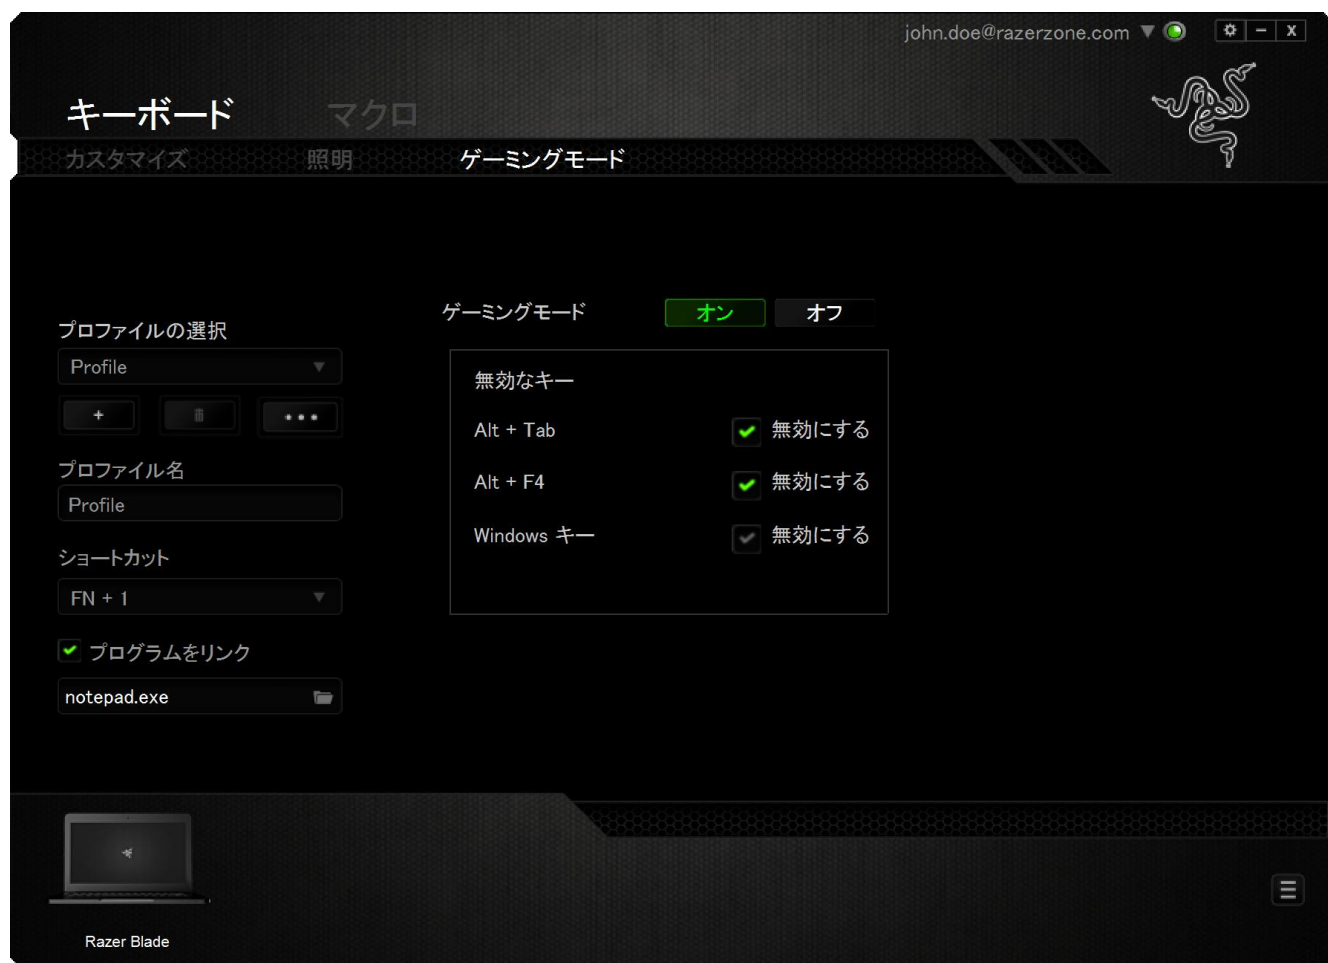 john.doe@razerzone.com
キーボード マクロ
カスタマイズ 照明 ゲーミングモード
ゲーミングモード オン オフ
プロファイルの選択
Profile
+
プロファイル名
Profile
ショートカット
FN + 1
プログラムをリンク
notepad.exe
無効なキー
Alt + Tab 無効にする
Alt + F4 無効にする
Windows キー 無効にする
Razer Blade